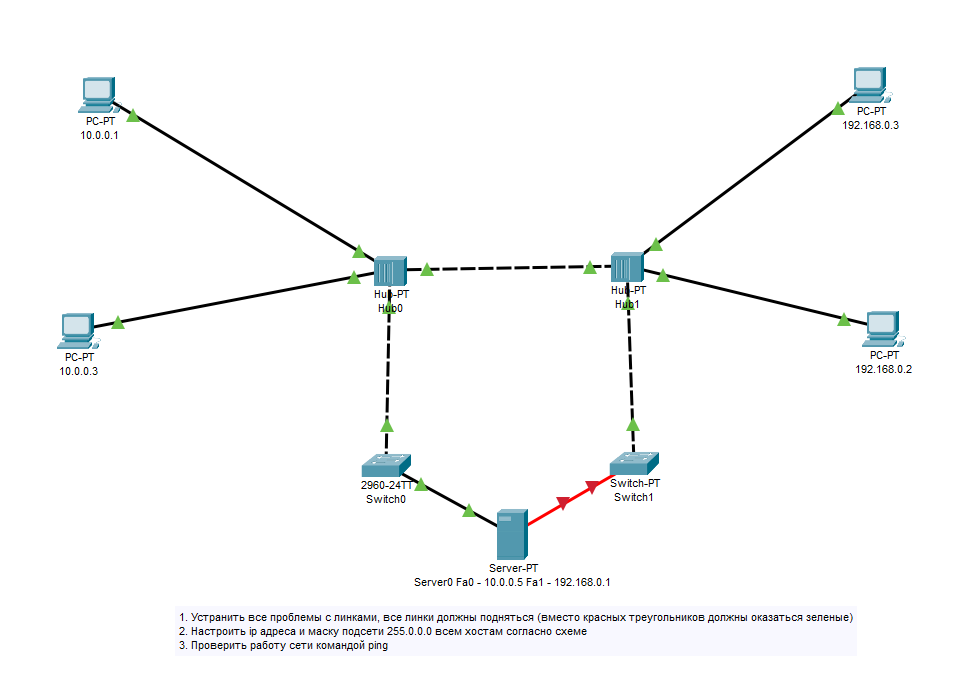 PC-PT
10.0.0.1
PC-PT
192.168.0.3
Hub-PT
Hub0
Hub-PT
Hub1
PC-PT
10.0.0.3
PC-PT
192.168.0.2
2960-24TT
Switch0
Switch-PT
Switch1
Server-PT
Server0 Fa0 - 10.0.0.5 Fa1 - 192.168.0.1
1. Устранить все проблемы с линками, все линки должны подняться (вместо красных треугольников должны оказаться зеленые)
2. Настроить ip адреса и маску подсети 255.0.0.0 всем хостам согласно схеме
3. Проверить работу сети командой ping